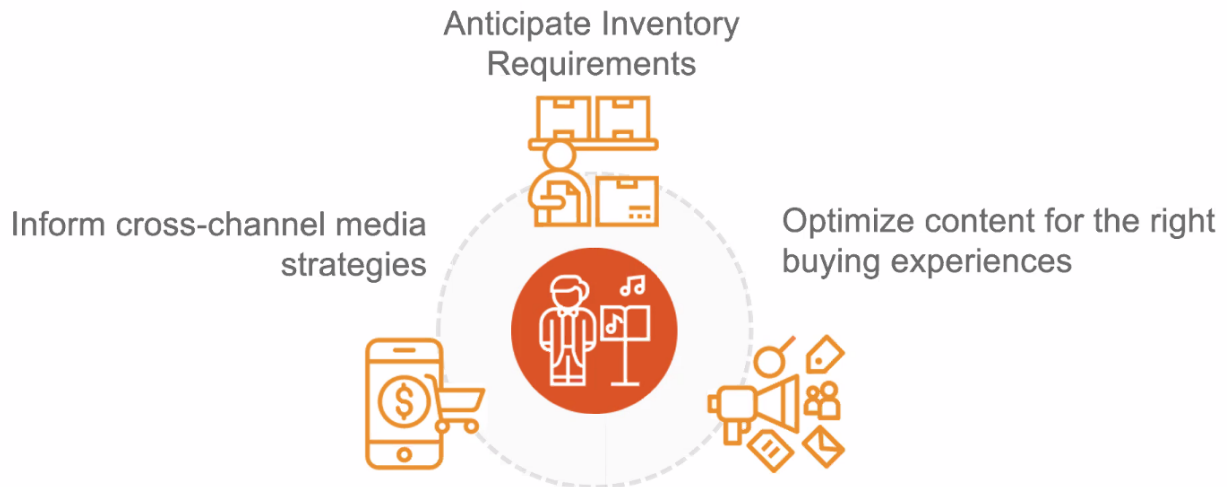 Anticipate Inventory
Requirements
Inform cross-channel media
strategies
Optimize content for the right
buying experiences